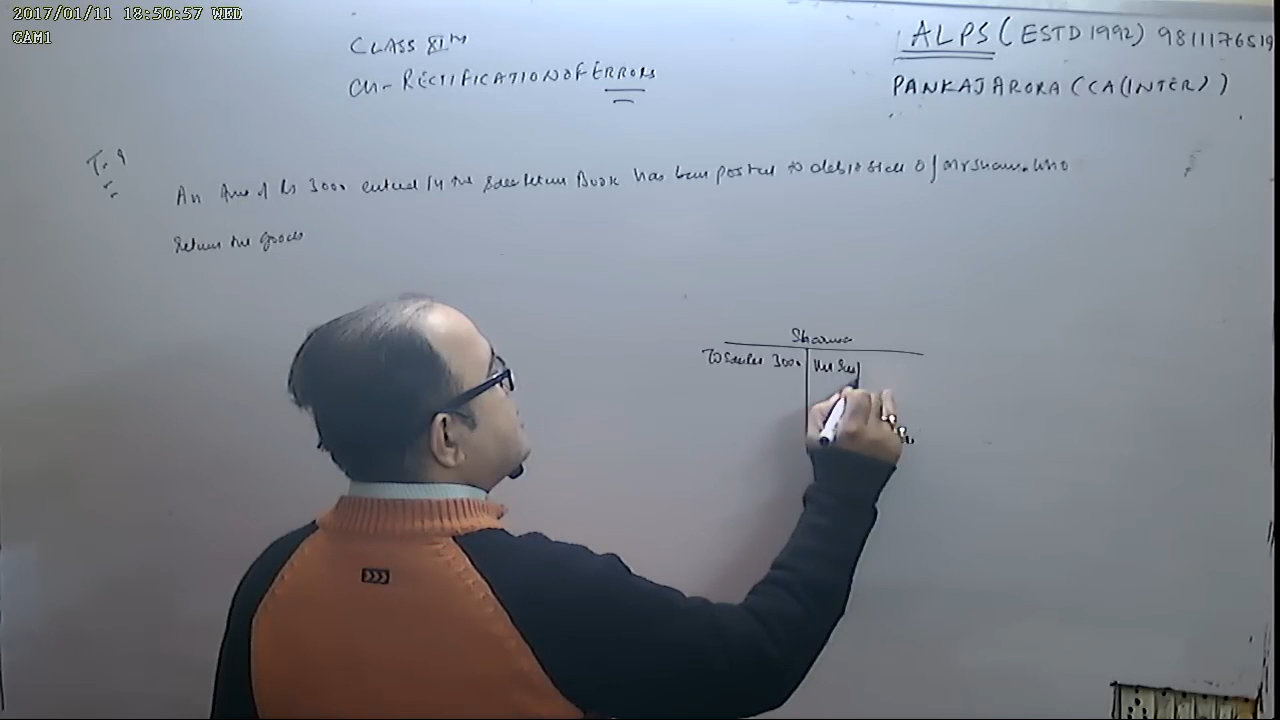 2017/01/11 18:50:57 WED
CAM1
CLASS XI
CH- RECTIFICATION OF ERRORS
ALPS (ESTD 1992) 9811176519
PANKAJ ARORA (CA(INTER))
T. 9
An Amt of Rs 3000 entered in the Sales Return Book has been posted to debit side of Mr Sharma who
return the goods
Sharma
To Sales 3000